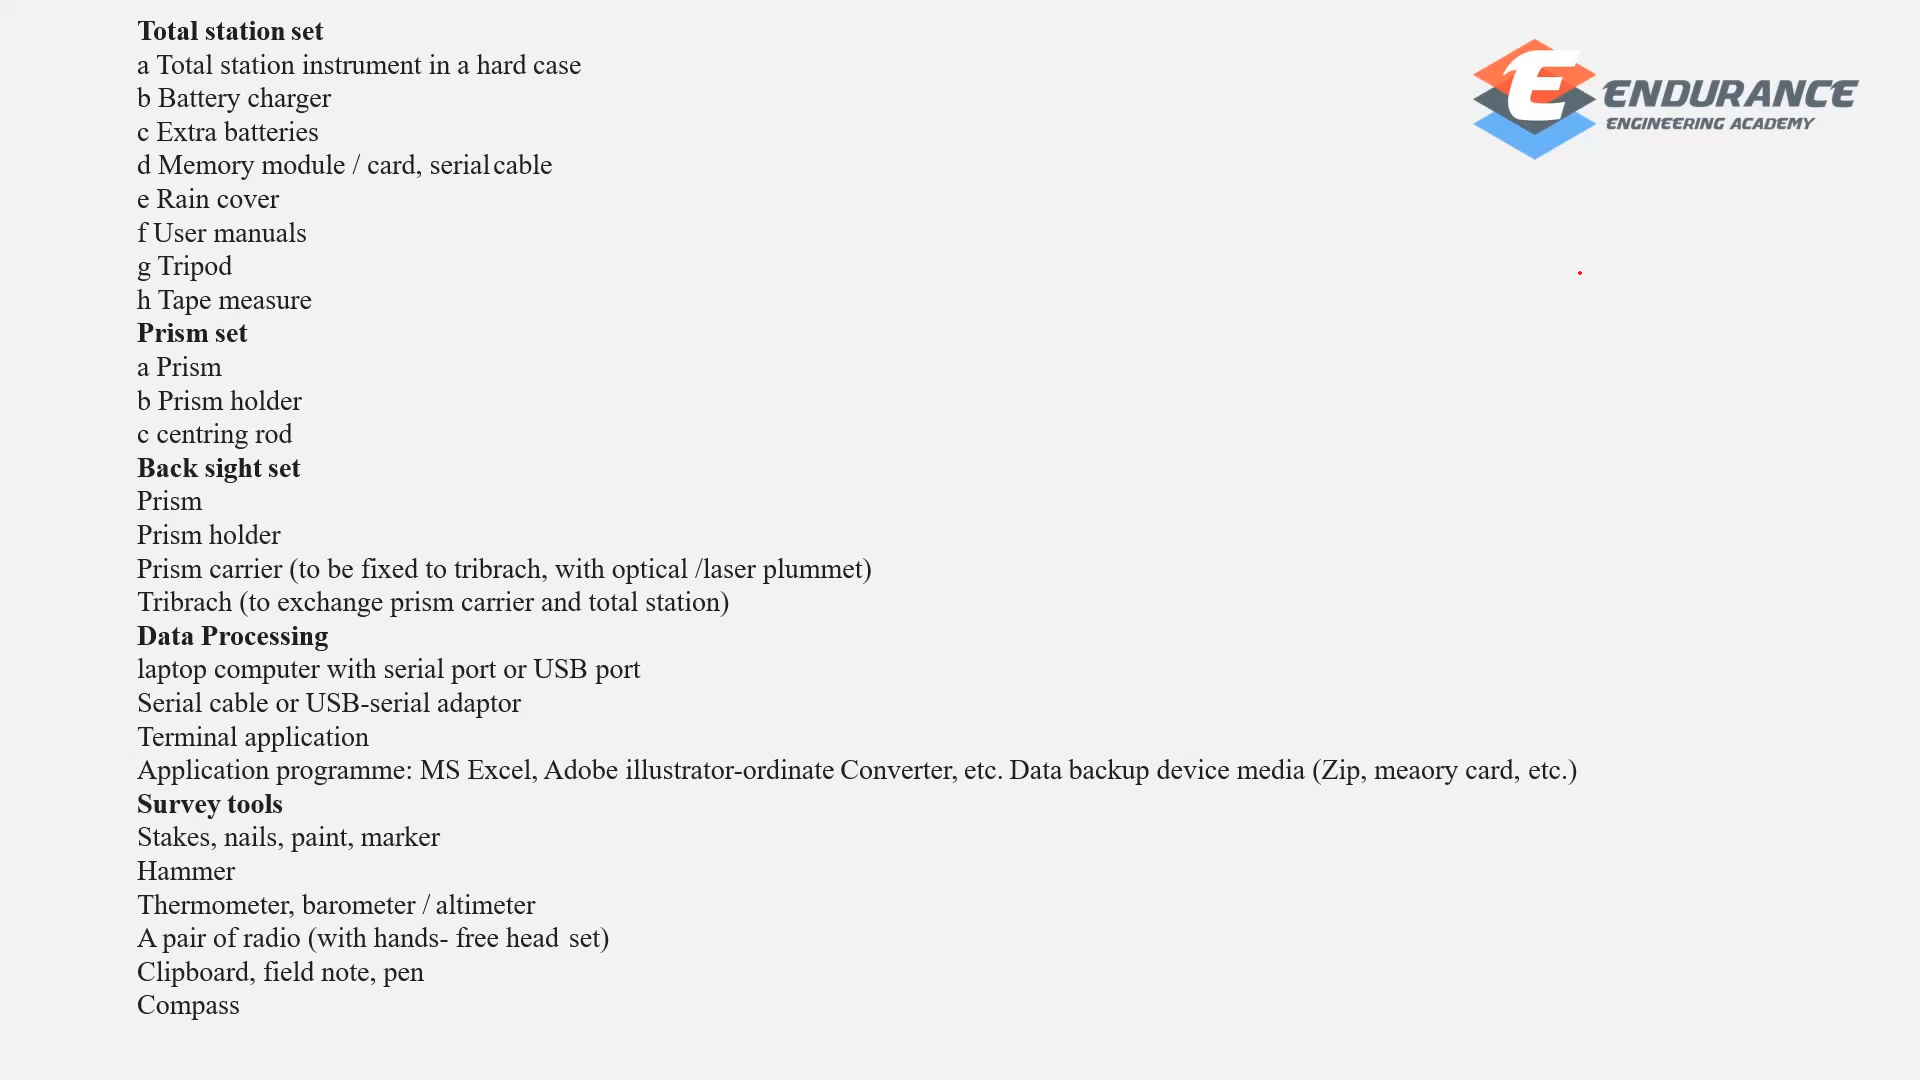 Total station set
a Total station instrument in a hard case
b Battery charger
c Extra batteries
d Memory module / card, serial cable
e Rain cover
f User manuals
g Tripod
h Tape measure
Prism set
a Prism
b Prism holder
c centring rod
Back sight set
Prism
Prism holder
Prism carrier (to be fixed to tribrach, with optical /laser plummet)
Tribrach (to exchange prism carrier and total station)
Data Processing
laptop computer with serial port or USB port
Serial cable or USB-serial adaptor
Terminal application
Application programme: MS Excel, Adobe illustrator-ordinate Converter, etc. Data backup device media (Zip, meaory card, etc.)
Survey tools
Stakes, nails, paint, marker
Hammer
Thermometer, barometer / altimeter
A pair of radio (with hands- free head set)
Clipboard, field note, pen
Compass
E ENDURANCE
ENGINEERING ACADEMY